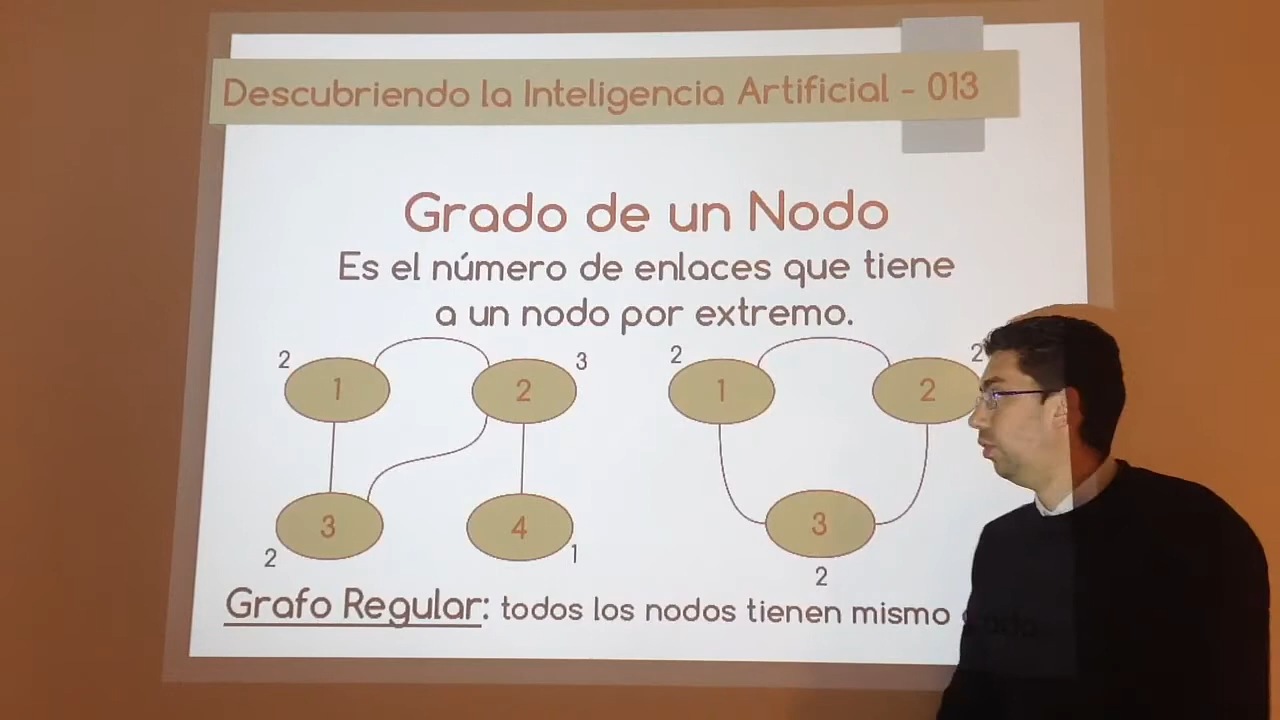 Descubriendo la Inteligencia Artificial - 013
Grado de un Nodo
Es el número de enlaces que tiene
a un nodo por extremo.
2 3 2 2
1 2 1 2
3 4 3
2 1 2
Grafo Regular: todos los nodos tienen mismo